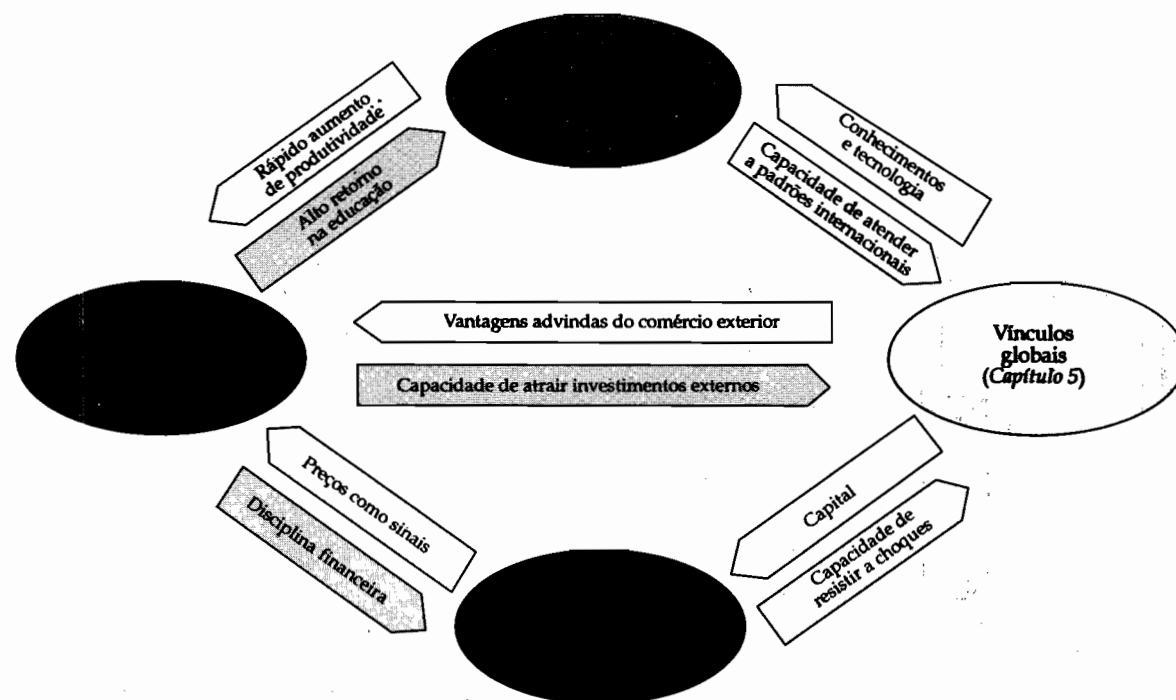 Rápido aumento
de produtividade
Alto retorno
na educação
Conhecimentos
e tecnologia
Capacidade de atender
a padrões internacionais
Vantagens advindas do comércio exterior
Capacidade de atrair investimentos externos
Vínculos
globais
(Capítulo 5)
Preços como sinais
Disciplina financeira
Capital
Capacidade de
resistir a choques